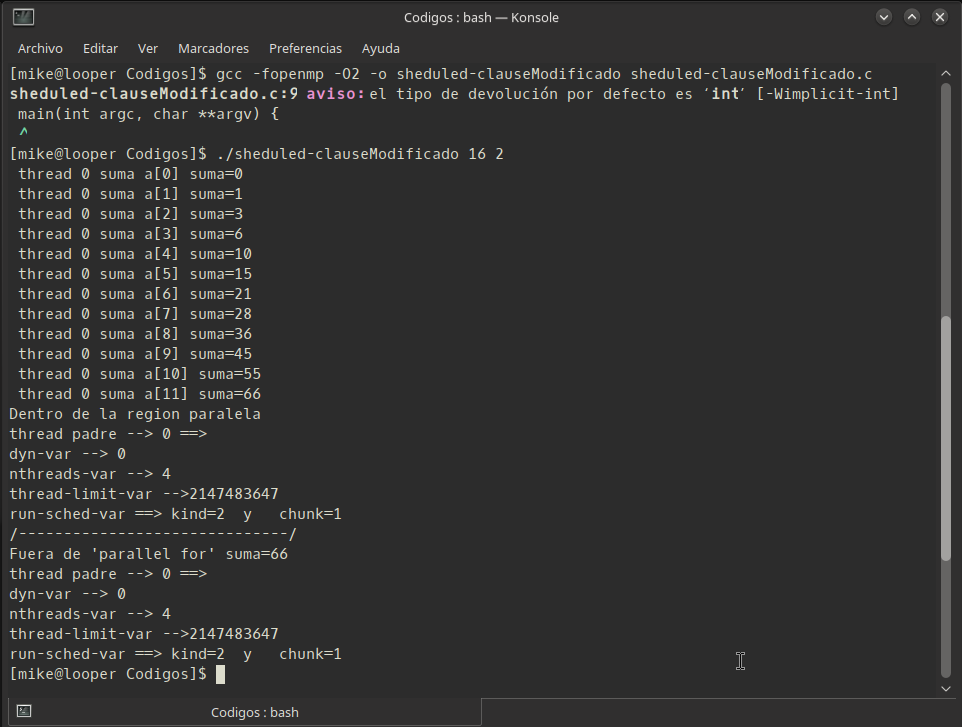 Codigos : bash — Konsole
Archivo Editar Ver Marcadores Preferencias Ayuda
[mike@looper Codigos]$ gcc -fopenmp -O2 -o sheduled-clauseModificado sheduled-clauseModificado.c
sheduled-clauseModificado.c:9 aviso: el tipo de devolución por defecto es ‘int’ [-Wimplicit-int]
main(int argc, char **argv) {
^
[mike@looper Codigos]$ ./sheduled-clauseModificado 16 2
thread 0 suma a[0] suma=0
thread 0 suma a[1] suma=1
thread 0 suma a[2] suma=3
thread 0 suma a[3] suma=6
thread 0 suma a[4] suma=10
thread 0 suma a[5] suma=15
thread 0 suma a[6] suma=21
thread 0 suma a[7] suma=28
thread 0 suma a[8] suma=36
thread 0 suma a[9] suma=45
thread 0 suma a[10] suma=55
thread 0 suma a[11] suma=66
Dentro de la region paralela
thread padre --> 0 ==>
dyn-var --> 0
nthreads-var --> 4
thread-limit-var -->2147483647
run-sched-var ==> kind=2  y   chunk=1
/------------------------------/
Fuera de 'parallel for' suma=66
thread padre --> 0 ==>
dyn-var --> 0
nthreads-var --> 4
thread-limit-var -->2147483647
run-sched-var ==> kind=2  y   chunk=1
[mike@looper Codigos]$
Codigos : bash